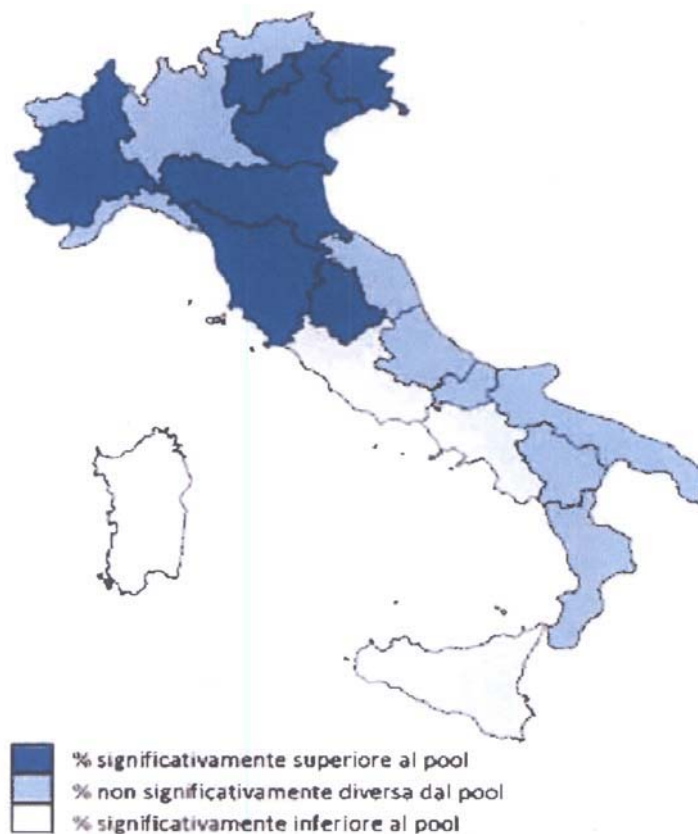 % significativamente superiore al pool
% non significativamente diversa dal pool
% significativamente inferiore al pool